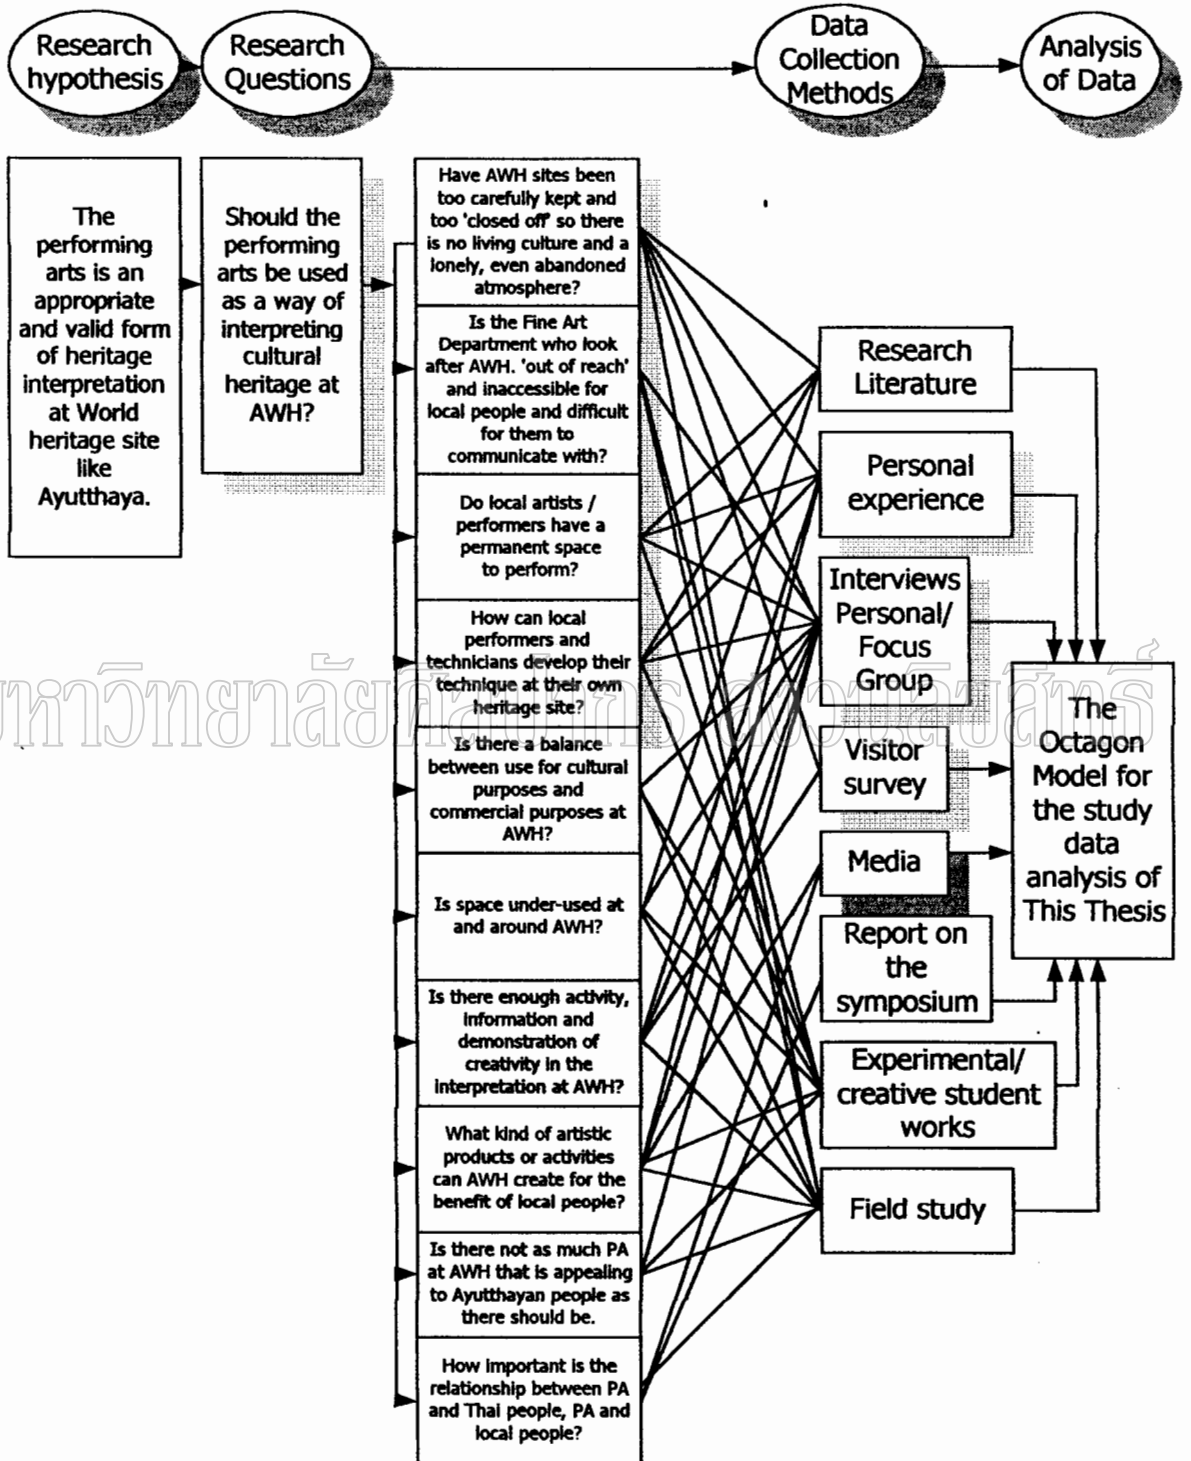 Research
hypothesis
Research
Questions
Data
Collection
Methods
Analysis
of Data
The
performing
arts is an
appropriate
and valid form
of heritage
interpretation
at World
heritage site
like
Ayutthaya.
Should the
performing
arts be used
as a way of
interpreting
cultural
heritage at
AWH?
Have AWH sites been
too carefully kept and
too 'closed off' so there
is no living culture and a
lonely, even abandoned
atmosphere?
Is the Fine Art
Department who look
after AWH. 'out of reach'
and inaccessible for
local people and difficult
for them to
communicate with?
Do local artists /
performers have a
permanent space
to perform?
How can local
performers and
technicians develop their
technique at their own
heritage site?
Is there a balance
between use for cultural
purposes and
commercial purposes at
AWH?
Is space under-used at
and around AWH?
Is there enough activity,
information and
demonstration of
creativity in the
interpretation at AWH?
What kind of artistic
products or activities
can AWH create for the
benefit of local people?
Is there not as much PA
at AWH that is appealing
to Ayutthayan people as
there should be.
How important is the
relationship between PA
and Thai people, PA and
local people?
Research
Literature
Personal
experience
Interviews
Personal/
Focus
Group
Visitor
survey
Media
Report on
the
symposium
Experimental/
creative student
works
Field study
The
Octagon
Model for
the study
data
analysis of
This Thesis